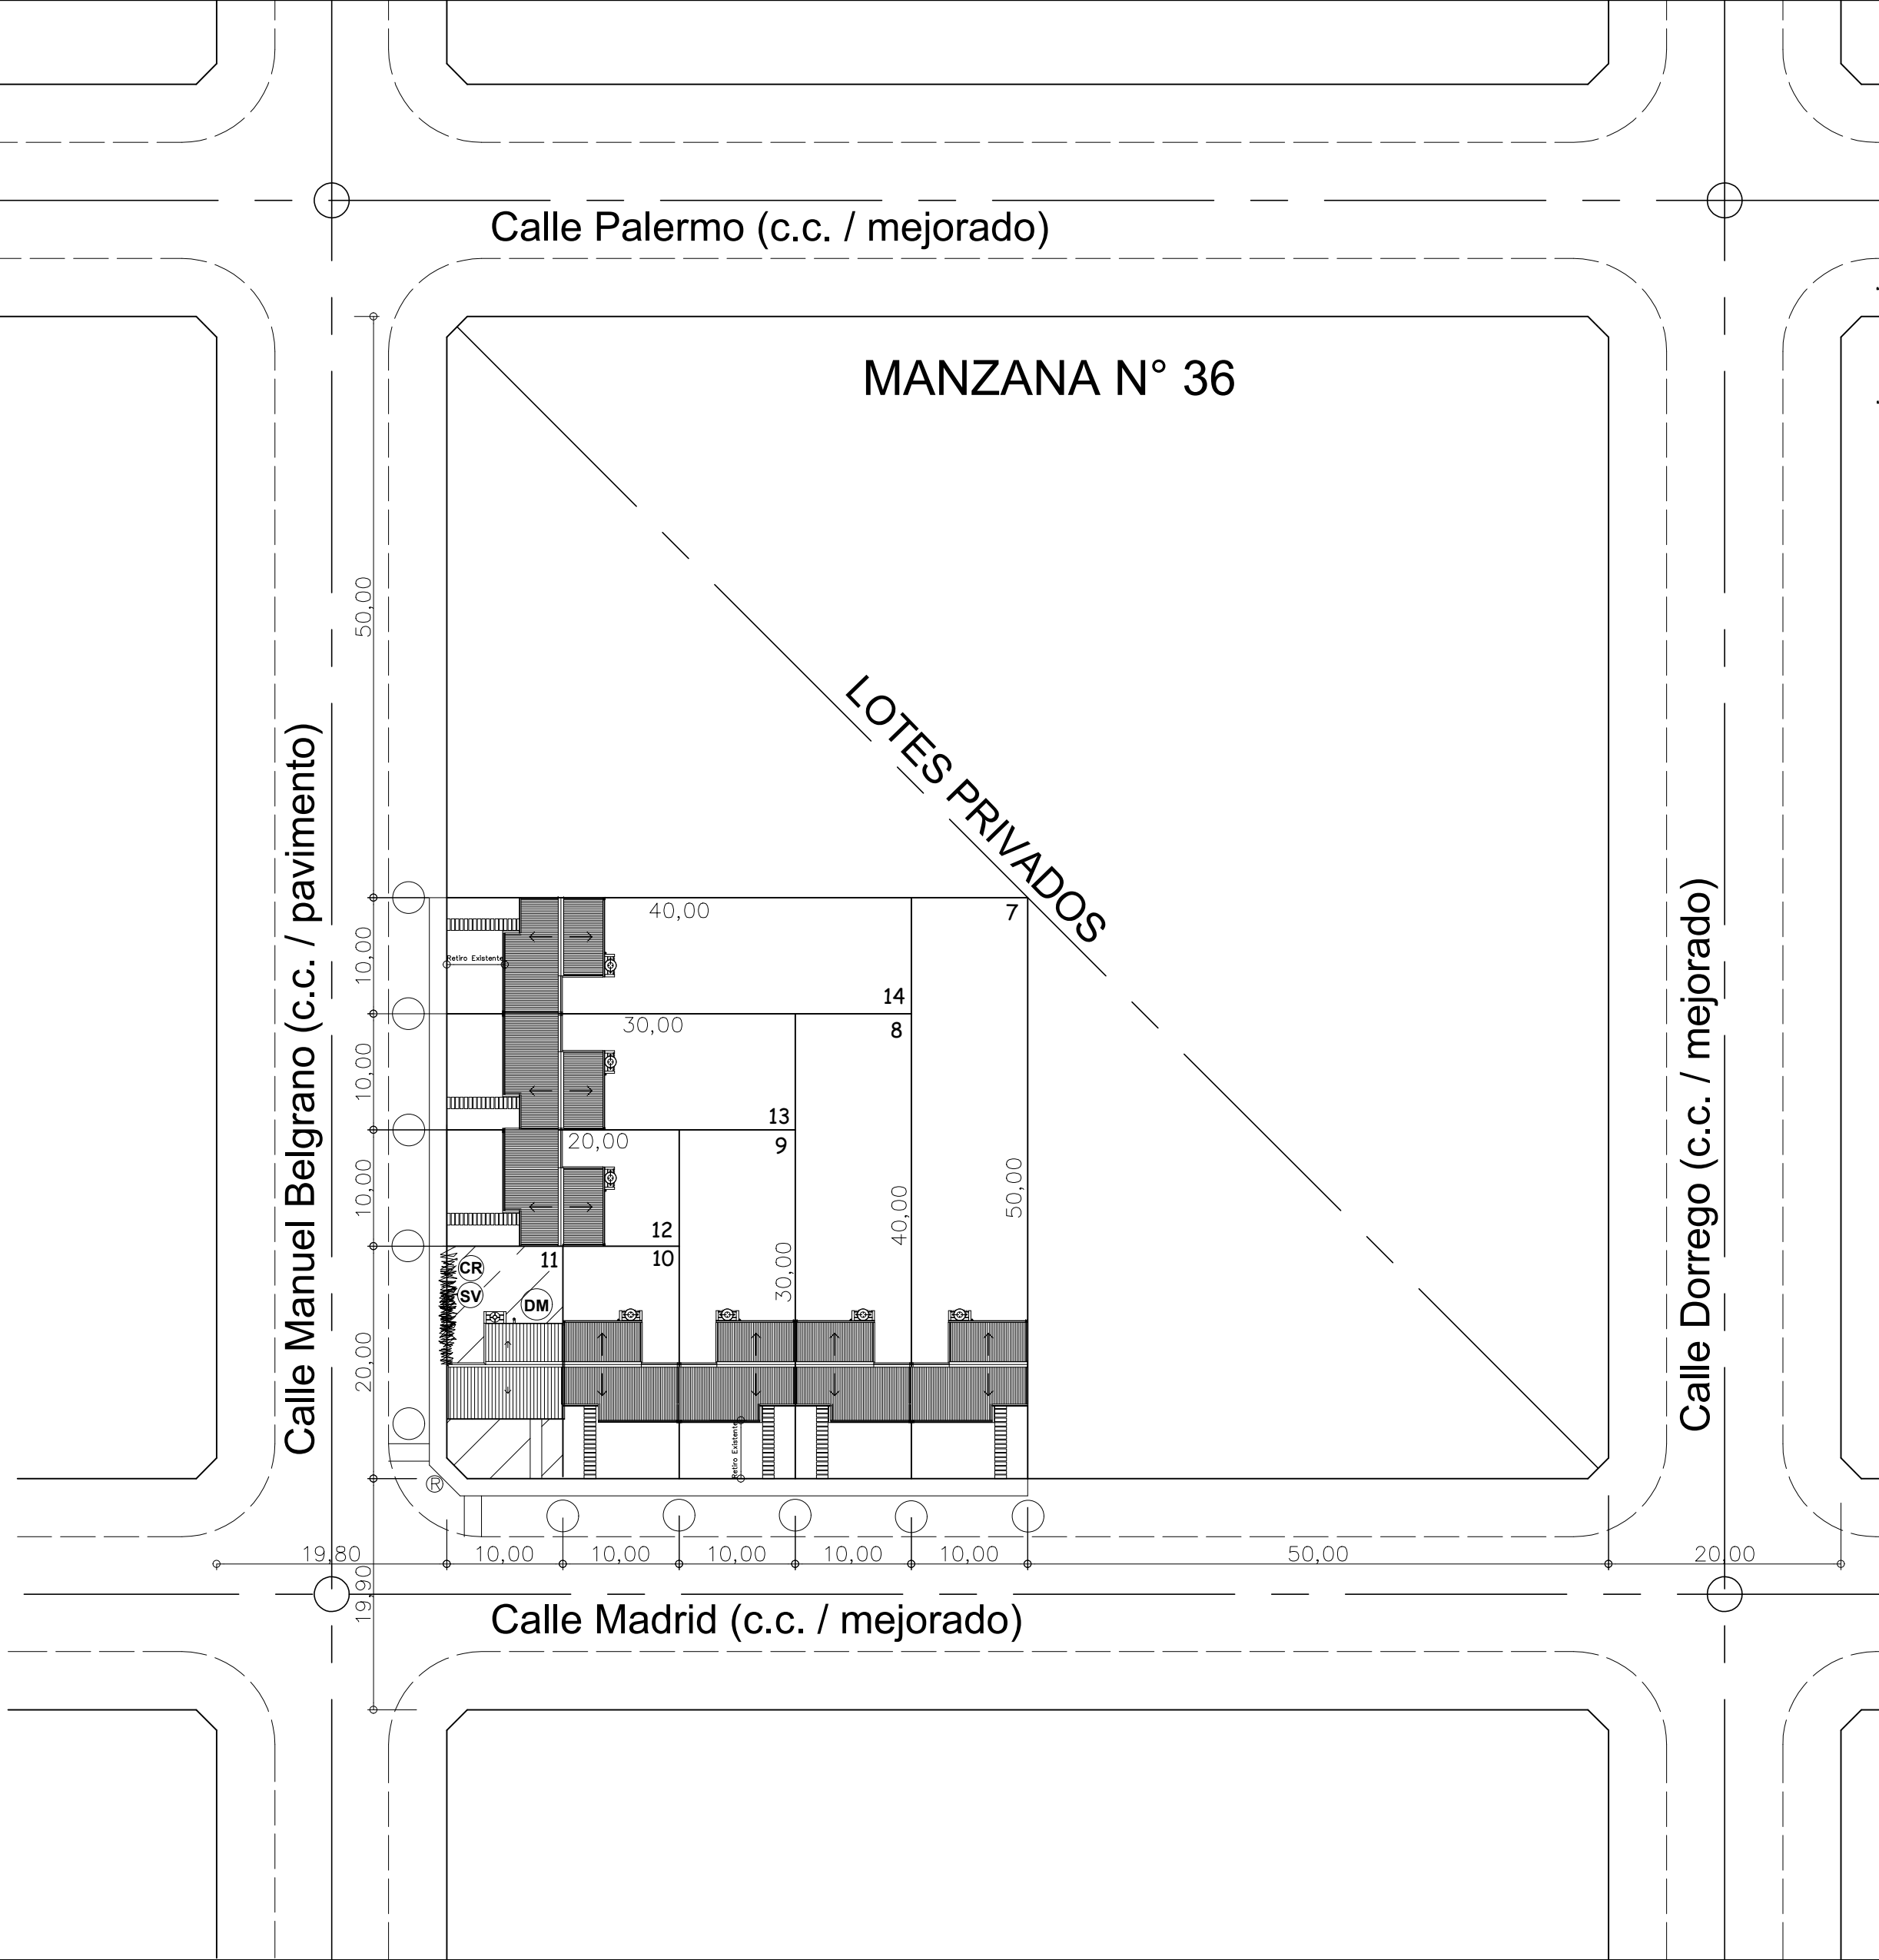 Calle Palermo (c.c. / mejorado)
MANZANA N° 36
LOTES PRIVADOS
Calle Manuel Belgrano (c.c. / pavimento)
Calle Dorrego (c.c. / mejorado)
50,00
10,00
10,00
10,00
20,00
19,90
40,00
7
Retiro Existente
14
30,00
8
13
20,00
9
12
10
11
30,00
40,00
50,00
CR
SV
DM
Retiro Existente
R
19,80
10,00
10,00
10,00
10,00
10,00
50,00
20,00
Calle Madrid (c.c. / mejorado)